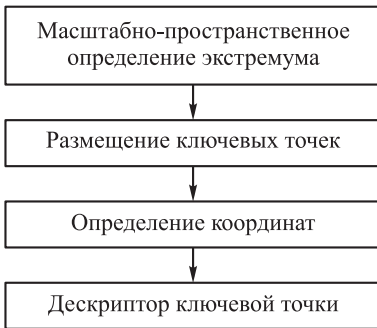 Масштабно-пространственное
определение экстремума
Размещение ключевых точек
Определение координат
Дескриптор ключевой точки